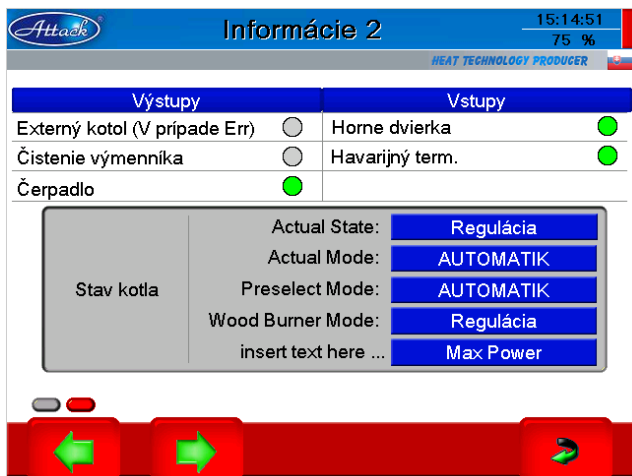 Attack
Informácie 2
15:14:51
75 %
HEAT TECHNOLOGY PRODUCER
Výstupy
Vstupy
Externý kotol (V prípade Err)
Horne dvierka
Čistenie výmenníka
Havarijný term.
Čerpadlo
Stav kotla
Actual State: Regulácia
Actual Mode: AUTOMATIK
Preselect Mode: AUTOMATIK
Wood Burner Mode: Regulácia
insert text here ... Max Power